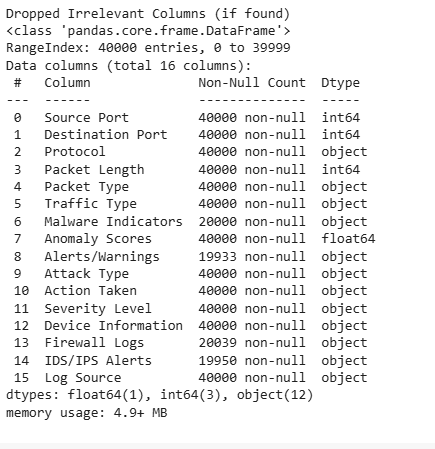 Dropped Irrelevant Columns (if found)
<class 'pandas.core.frame.DataFrame'>
RangeIndex: 40000 entries, 0 to 39999
Data columns (total 16 columns):
 #   Column              Non-Null Count  Dtype
---  ------              --------------  -----
 0   Source Port         40000 non-null  int64
 1   Destination Port    40000 non-null  int64
 2   Protocol            40000 non-null  object
 3   Packet Length       40000 non-null  int64
 4   Packet Type         40000 non-null  object
 5   Traffic Type        40000 non-null  object
 6   Malware Indicators  20000 non-null  object
 7   Anomaly Scores      40000 non-null  float64
 8   Alerts/Warnings     19933 non-null  object
 9   Attack Type         40000 non-null  object
 10  Action Taken        40000 non-null  object
 11  Severity Level      40000 non-null  object
 12  Device Information  40000 non-null  object
 13  Firewall Logs       20039 non-null  object
 14  IDS/IPS Alerts      19950 non-null  object
 15  Log Source          40000 non-null  object
dtypes: float64(1), int64(3), object(12)
memory usage: 4.9+ MB